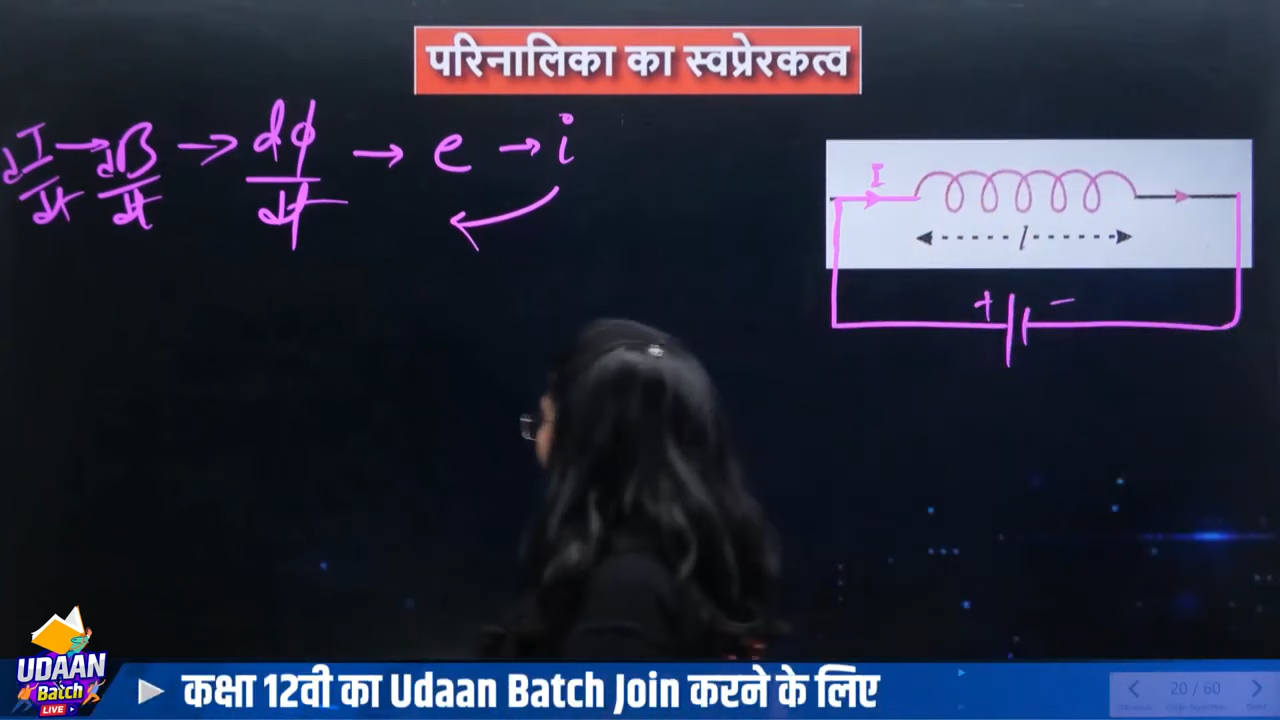 परिनालिका का स्वप्रेरकत्व
dI/dt → dB/dt → dϕ/dt → e → i
I
l
+ −
UDAAN
Batch
LIVE
कक्षा 12वी का Udaan Batch Join करने के लिए
20 / 60